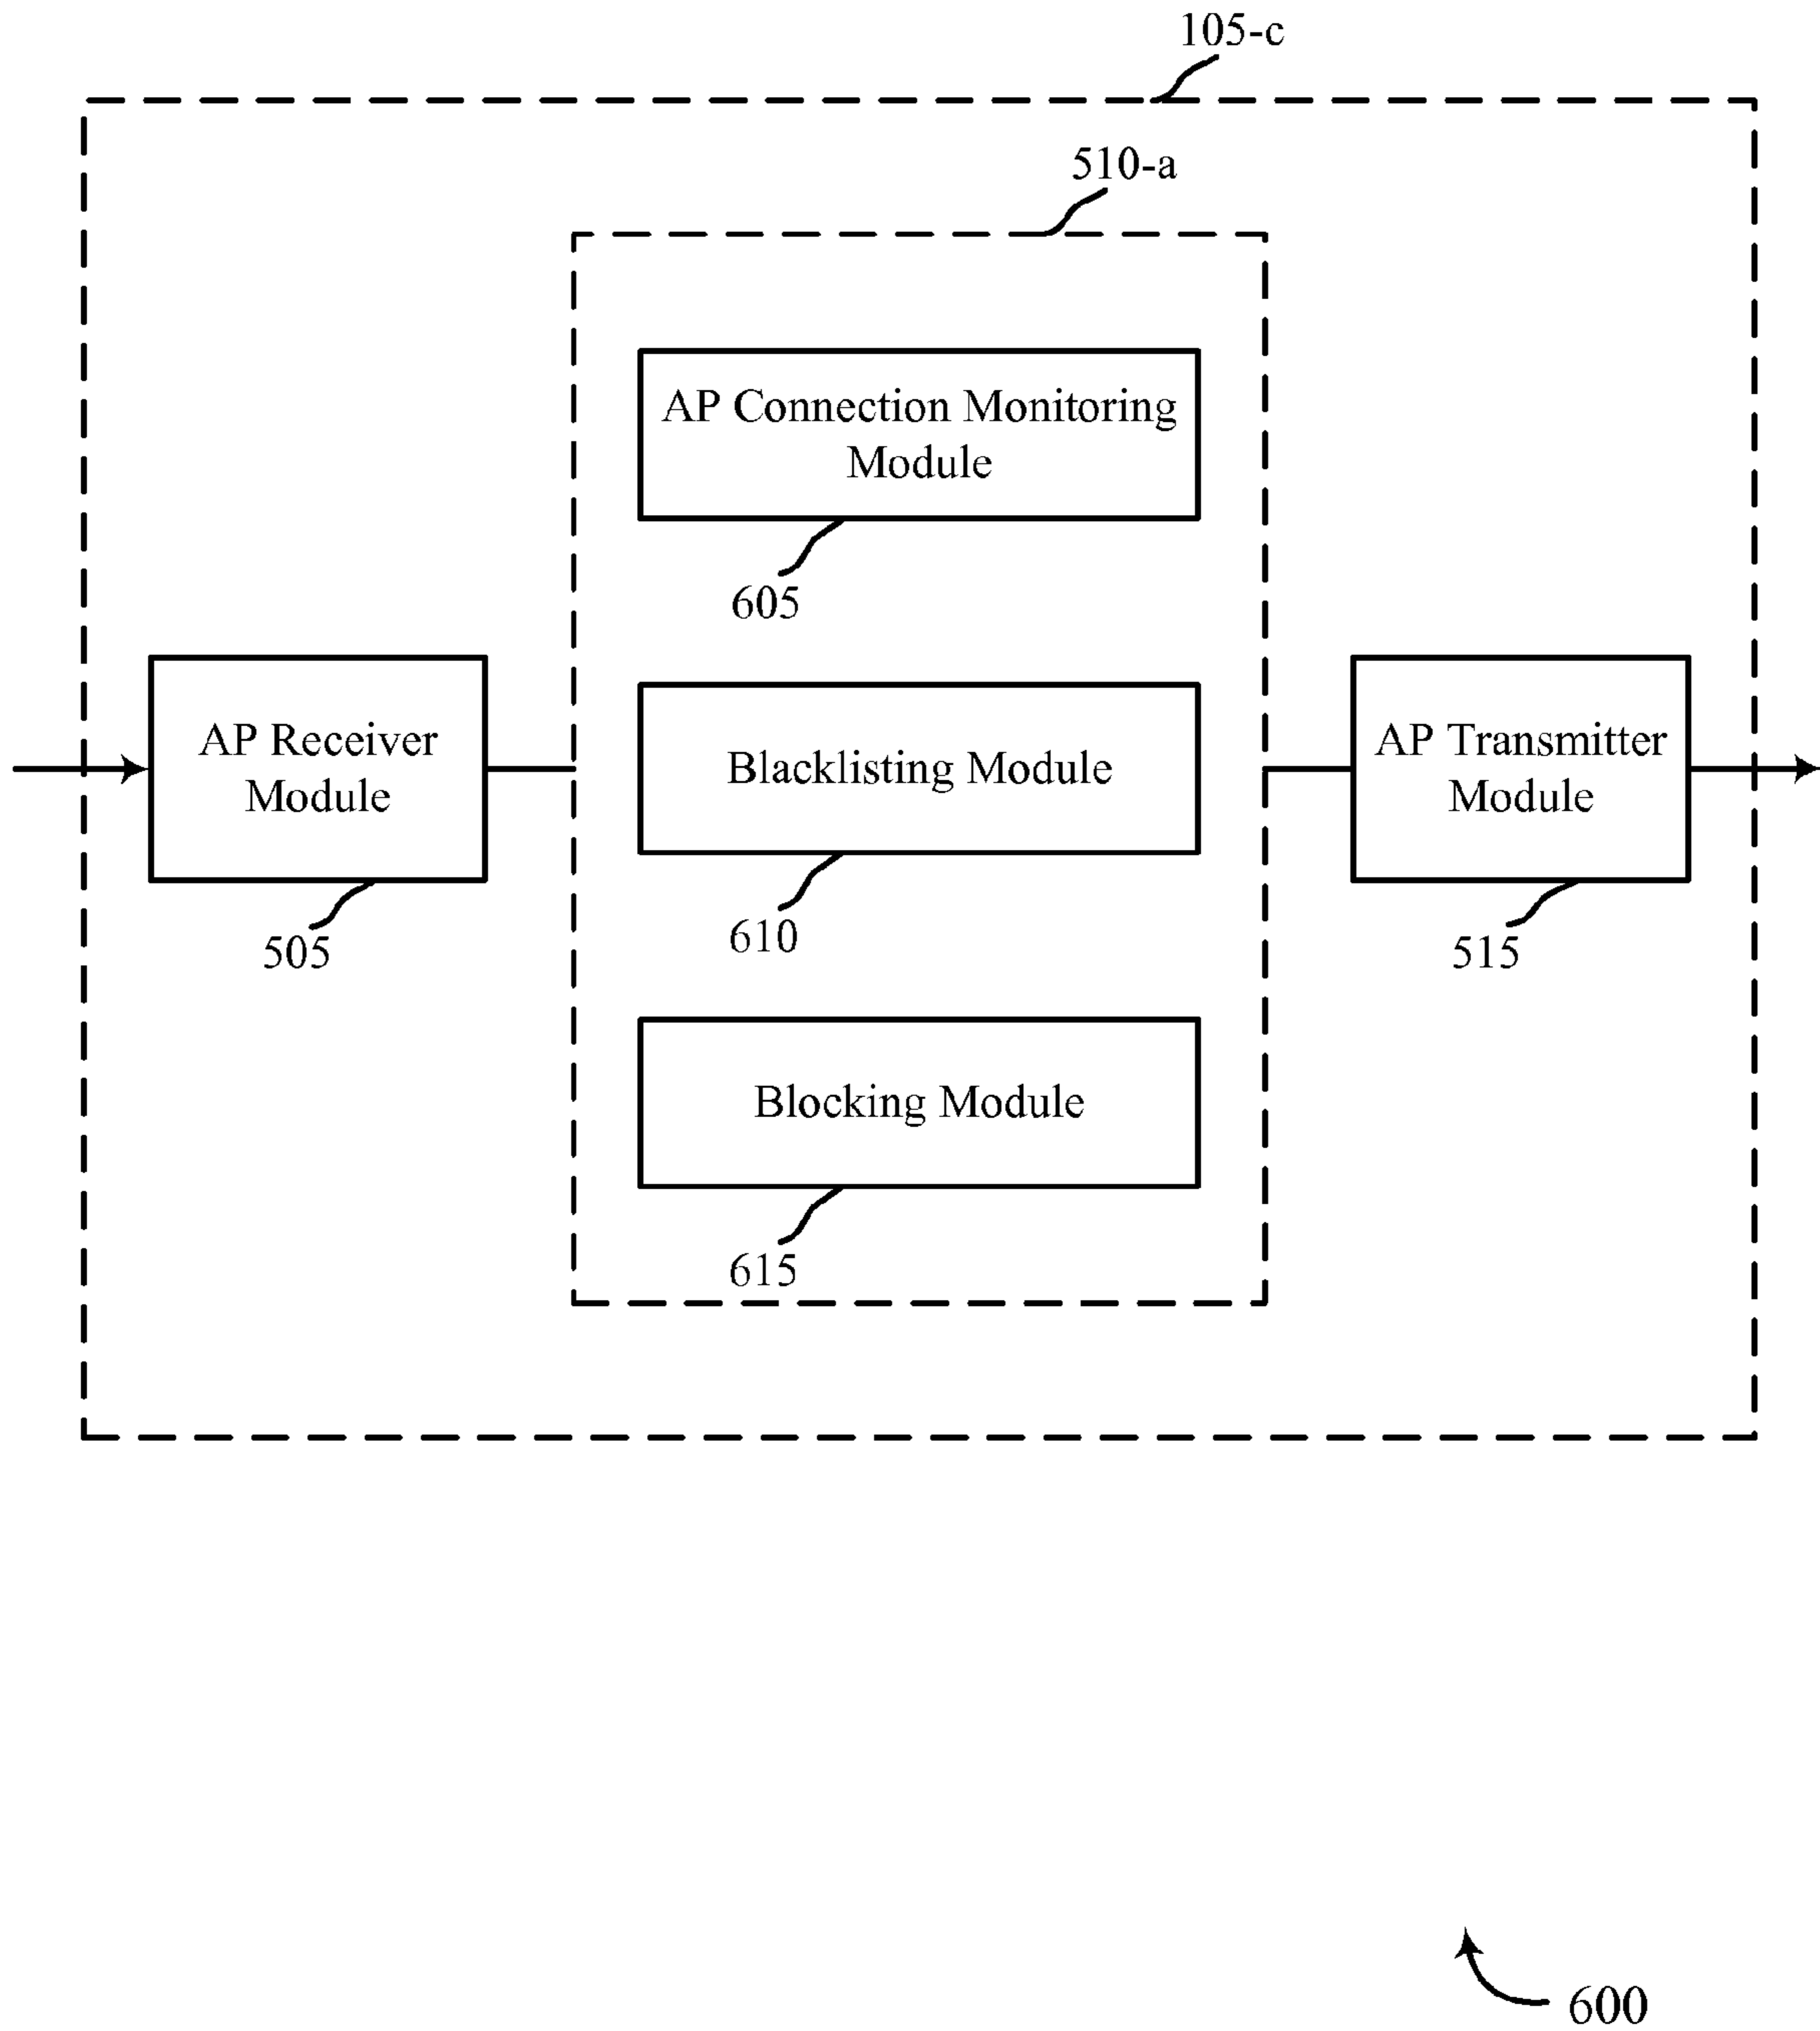 105-c
510-a
AP Connection Monitoring
Module
605
AP Receiver
Module
505
Blacklisting Module
610
AP Transmitter
Module
515
Blocking Module
615
600